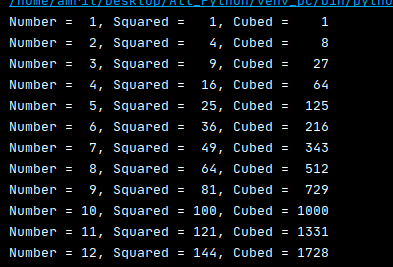 /home/amrit/Desktop/All_Python/venv_pc/bin/pytho
Number =  1, Squared =   1, Cubed =    1
Number =  2, Squared =   4, Cubed =    8
Number =  3, Squared =   9, Cubed =   27
Number =  4, Squared =  16, Cubed =   64
Number =  5, Squared =  25, Cubed =  125
Number =  6, Squared =  36, Cubed =  216
Number =  7, Squared =  49, Cubed =  343
Number =  8, Squared =  64, Cubed =  512
Number =  9, Squared =  81, Cubed =  729
Number = 10, Squared = 100, Cubed = 1000
Number = 11, Squared = 121, Cubed = 1331
Number = 12, Squared = 144, Cubed = 1728